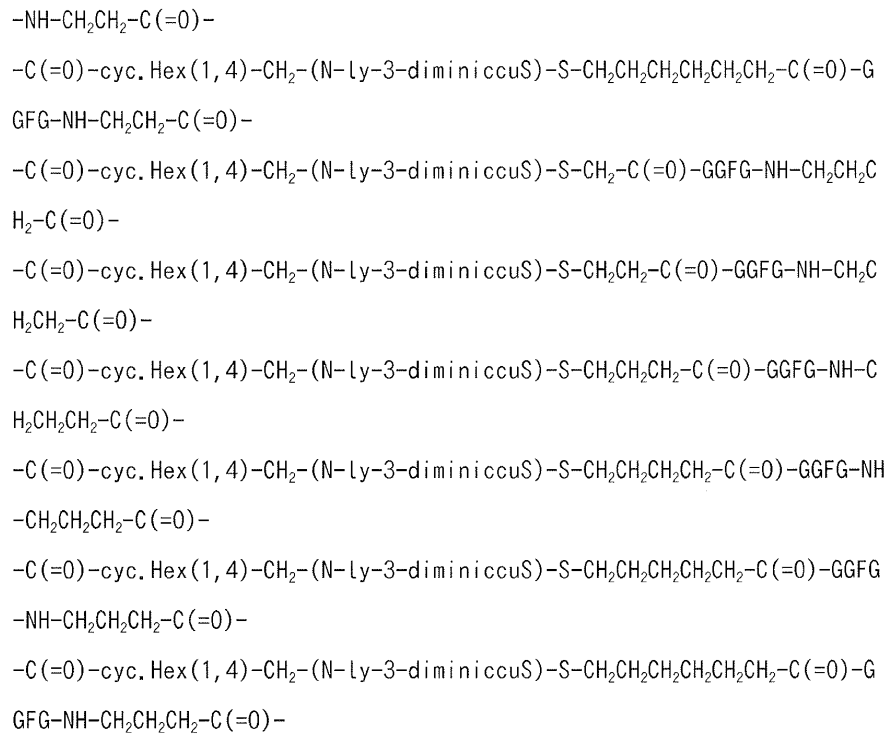 -NH-CH₂CH₂-C(=O)-
-C(=O)-cyc.Hex(1,4)-CH₂-(N-ly-3-diminiccuS)-S-CH₂CH₂CH₂CH₂CH₂-C(=O)-G
GFG-NH-CH₂CH₂-C(=O)-
-C(=O)-cyc.Hex(1,4)-CH₂-(N-ly-3-diminiccuS)-S-CH₂-C(=O)-GGFG-NH-CH₂CH₂C
H₂-C(=O)-
-C(=O)-cyc.Hex(1,4)-CH₂-(N-ly-3-diminiccuS)-S-CH₂CH₂-C(=O)-GGFG-NH-CH₂C
H₂CH₂-C(=O)-
-C(=O)-cyc.Hex(1,4)-CH₂-(N-ly-3-diminiccuS)-S-CH₂CH₂CH₂-C(=O)-GGFG-NH-C
H₂CH₂CH₂-C(=O)-
-C(=O)-cyc.Hex(1,4)-CH₂-(N-ly-3-diminiccuS)-S-CH₂CH₂CH₂CH₂-C(=O)-GGFG-NH
-CH₂CH₂CH₂-C(=O)-
-C(=O)-cyc.Hex(1,4)-CH₂-(N-ly-3-diminiccuS)-S-CH₂CH₂CH₂CH₂CH₂-C(=O)-GGFG
-NH-CH₂CH₂CH₂-C(=O)-
-C(=O)-cyc.Hex(1,4)-CH₂-(N-ly-3-diminiccuS)-S-CH₂CH₂CH₂CH₂CH₂-C(=O)-G
GFG-NH-CH₂CH₂CH₂-C(=O)-